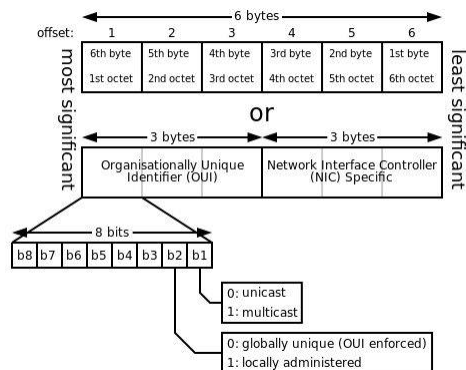 6 bytes
offset: 1 2 3 4 5 6
6th byte 5th byte 4th byte 3rd byte 2nd byte 1st byte
1st octet 2nd octet 3rd octet 4th octet 5th octet 6th octet
most significant
least significant
or
3 bytes 3 bytes
Organisationally Unique
Identifier (OUI)
Network Interface Controller
(NIC) Specific
8 bits
b8 b7 b6 b5 b4 b3 b2 b1
0: unicast
1: multicast
0: globally unique (OUI enforced)
1: locally administered